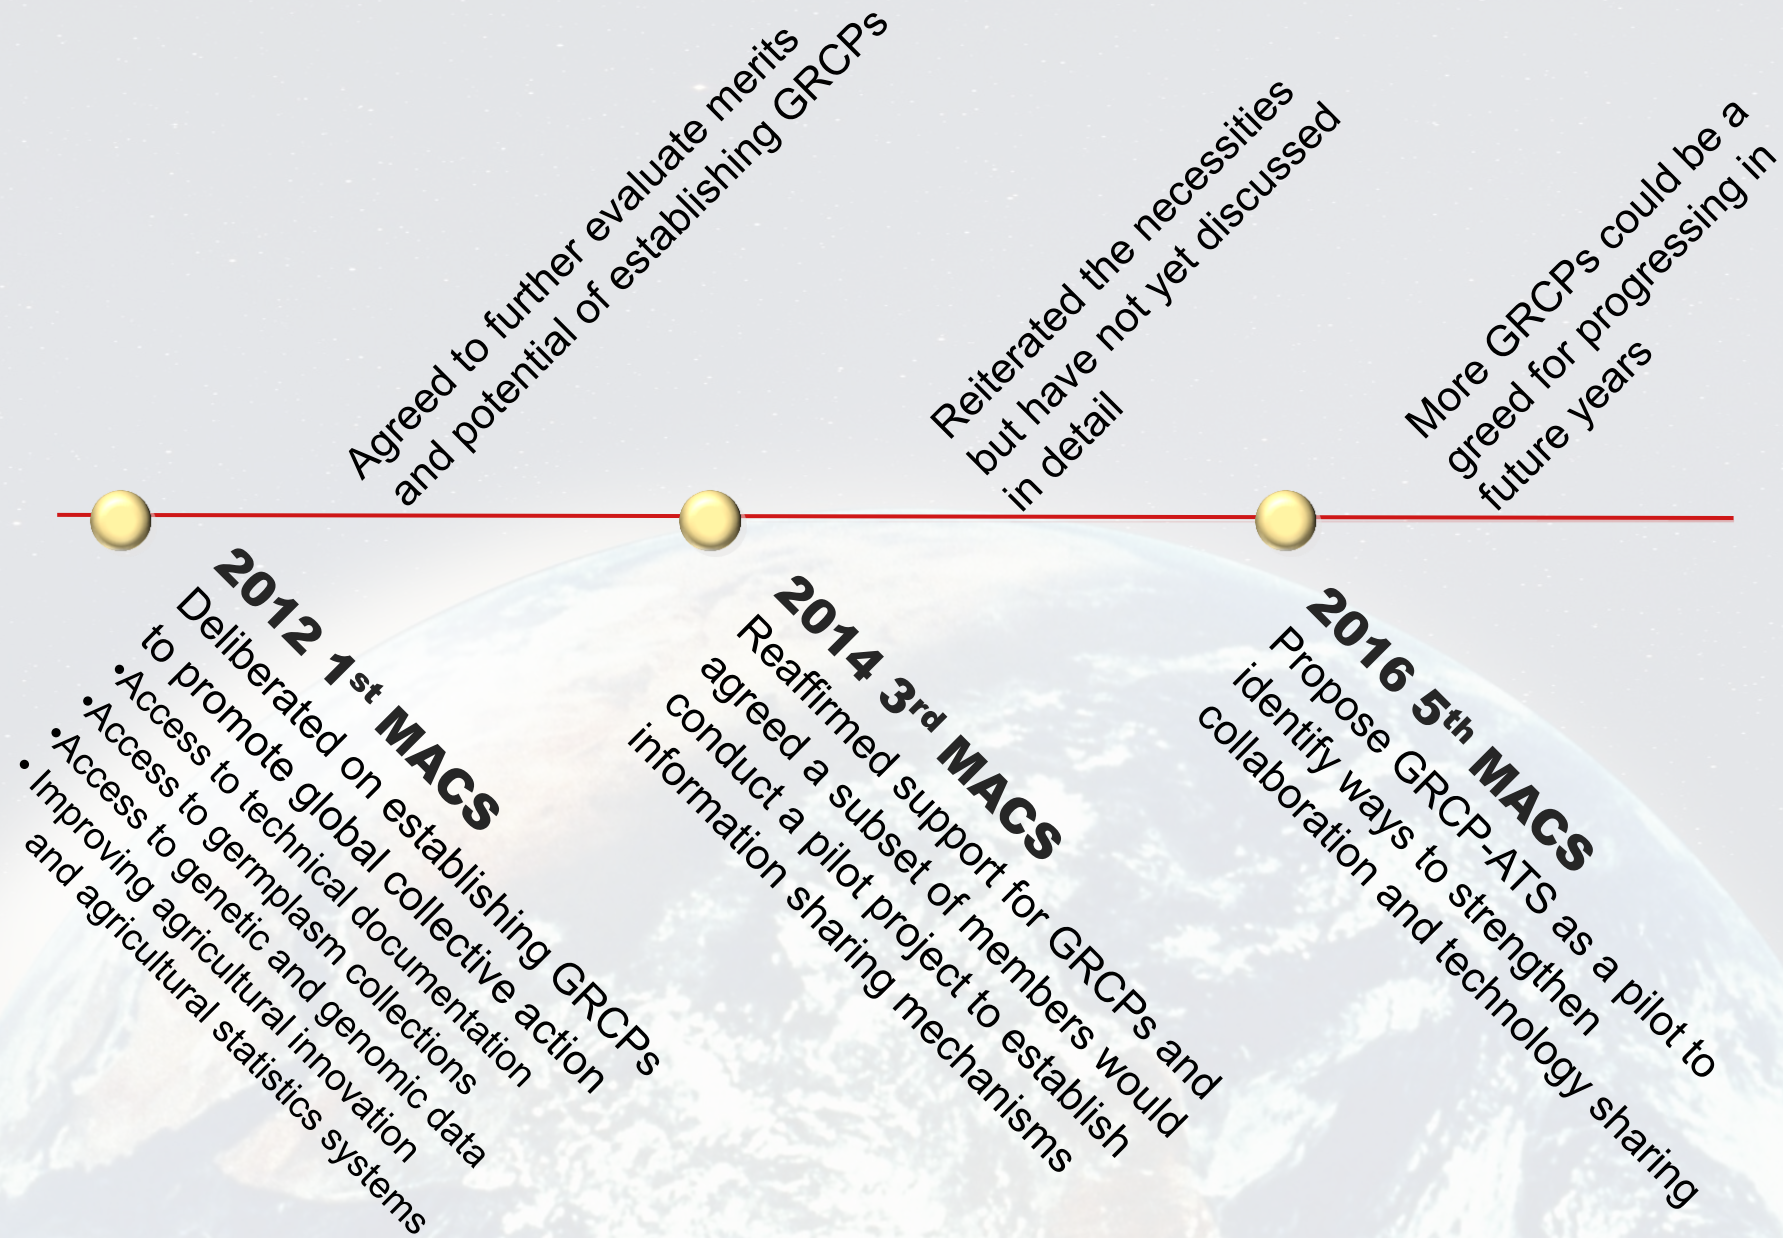 Agreed to further evaluate merits
and potential of establishing GRCPs
Reiterated the necessities
but have not yet discussed
in detail
More GRCPs could be a
greed for progressing in
future years
2012 1st MACS
Deliberated on establishing GRCPs
to promote global collective action
•Access to technical documentation
•Access to germplasm collections
•Access to genetic and genomic data
• Improving agricultural innovation
and agricultural statistics systems
2014 3rd MACS
Reaffirmed support for GRCPs and
agreed a subset of members would
conduct a pilot project to establish
information sharing mechanisms
2016 5th MACS
Propose GRCP-ATS as a pilot to
identify ways to strengthen
collaboration and technology sharing